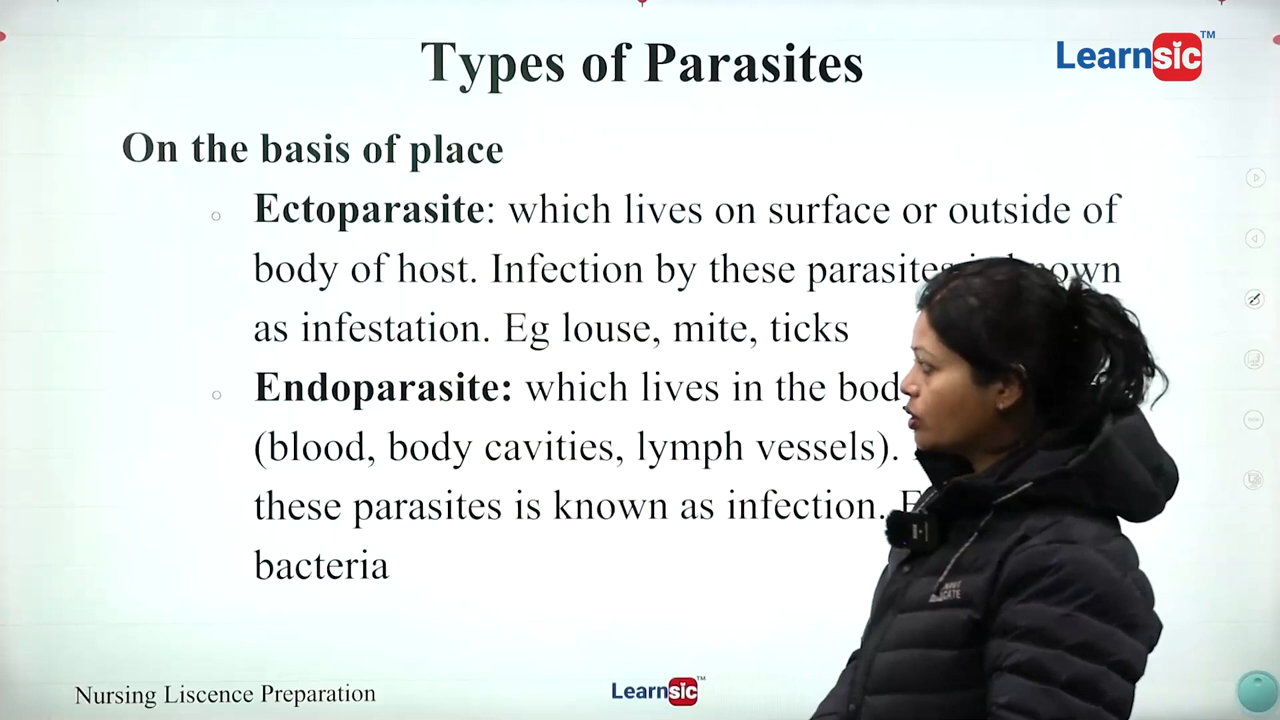 Types of Parasites
Learnsic™
On the basis of place
Ectoparasite: which lives on surface or outside of
body of host. Infection by these parasites known
as infestation. Eg louse, mite, ticks
Endoparasite: which lives in the
(blood, body cavities, lymph vessels).
these parasites is known as infection.
bacteria
Nursing Liscence Preparation
Learnsic™